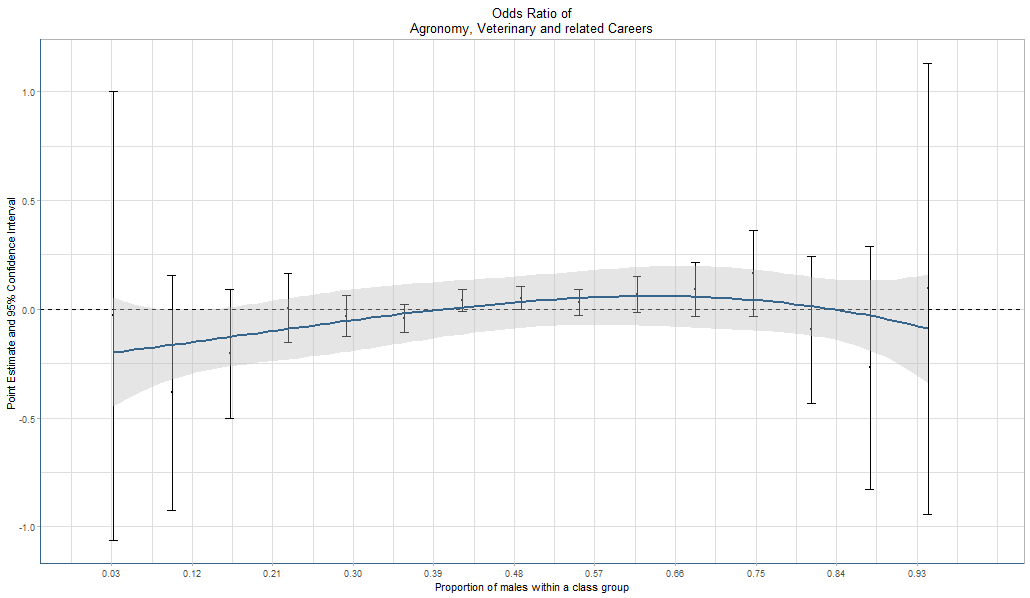 Odds Ratio of
Agronomy, Veterinary and related Careers
Point Estimate and 95% Confidence Interval
1.0
0.5
0.0
-0.5
-1.0
0.03 0.12 0.21 0.30 0.39 0.48 0.57 0.66 0.75 0.84 0.93
Proportion of males within a class group